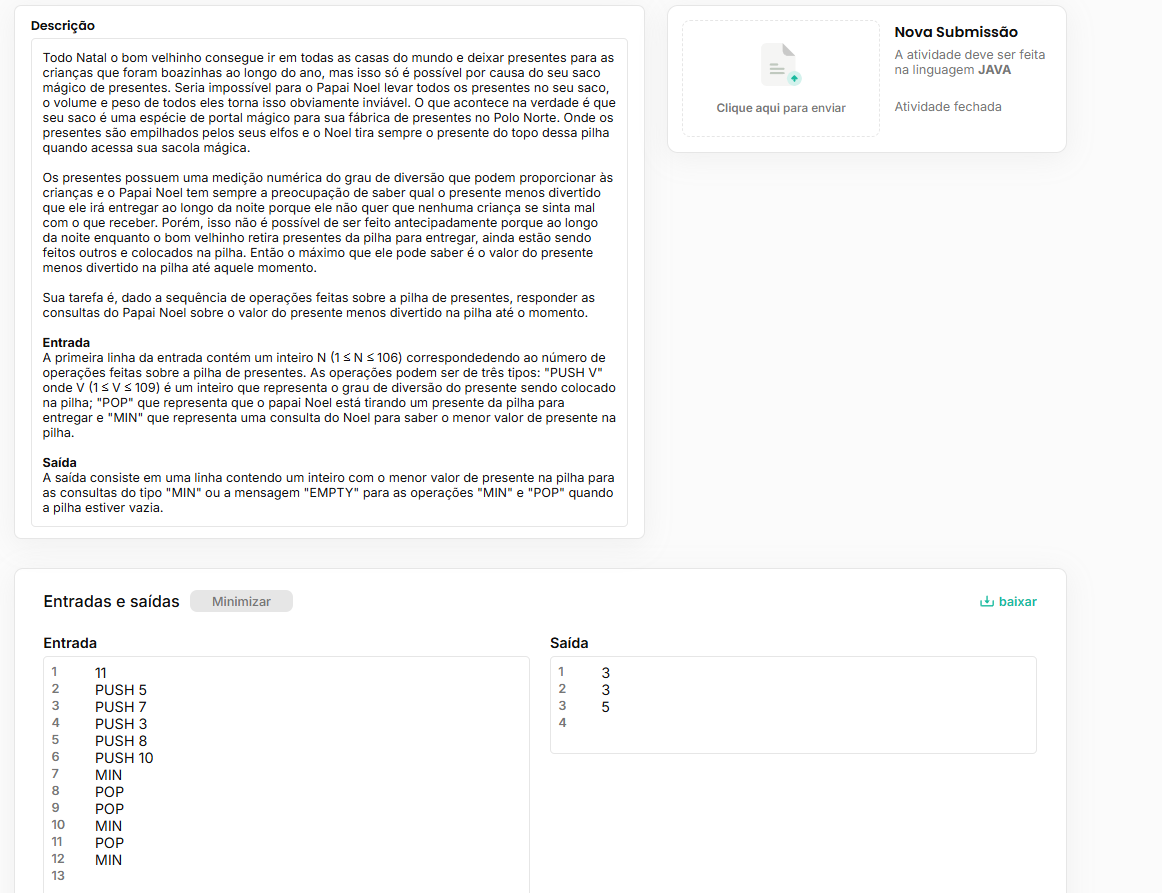 Descrição
Todo Natal o bom velhinho consegue ir em todas as casas do mundo e deixar presentes para as
crianças que foram boazinhas ao longo do ano, mas isso só é possível por causa do seu saco
mágico de presentes. Seria impossível para o Papai Noel levar todos os presentes no seu saco,
o volume e peso de todos eles torna isso obviamente inviável. O que acontece na verdade é que
seu saco é uma espécie de portal mágico para sua fábrica de presentes no Polo Norte. Onde os
presentes são empilhados pelos seus elfos e o Noel tira sempre o presente do topo dessa pilha
quando acessa sua sacola mágica.
Os presentes possuem uma medição numérica do grau de diversão que podem proporcionar às
crianças e o Papai Noel tem sempre a preocupação de saber qual o presente menos divertido
que ele irá entregar ao longo da noite porque ele não quer que nenhuma criança se sinta mal
com o que receber. Porém, isso não é possível de ser feito antecipadamente porque ao longo
da noite enquanto o bom velhinho retira presentes da pilha para entregar, ainda estão sendo
feitos outros e colocados na pilha. Então o máximo que ele pode saber é o valor do presente
menos divertido na pilha até aquele momento.
Sua tarefa é, dado a sequência de operações feitas sobre a pilha de presentes, responder as
consultas do Papai Noel sobre o valor do presente menos divertido na pilha até o momento.
Entrada
A primeira linha da entrada contém um inteiro N (1 ≤ N ≤ 106) correspondedendo ao número de
operações feitas sobre a pilha de presentes. As operações podem ser de três tipos: "PUSH V"
onde V (1 ≤ V ≤ 109) é um inteiro que representa o grau de diversão do presente sendo colocado
na pilha; "POP" que representa que o papai Noel está tirando um presente da pilha para
entregar e "MIN" que representa uma consulta do Noel para saber o menor valor de presente na
pilha.
Saída
A saída consiste em uma linha contendo um inteiro com o menor valor de presente na pilha para
as consultas do tipo "MIN" ou a mensagem "EMPTY" para as operações "MIN" e "POP" quando
a pilha estiver vazia.
Clique aqui para enviar
Nova Submissão
A atividade deve ser feita
na linguagem JAVA
Atividade fechada
Entradas e saídas
Minimizar
baixar
Entrada
1 11
2 PUSH 5
3 PUSH 7
4 PUSH 3
5 PUSH 8
6 PUSH 10
7 MIN
8 POP
9 POP
10 MIN
11 POP
12 MIN
13
Saída
1 3
2 3
3 5
4